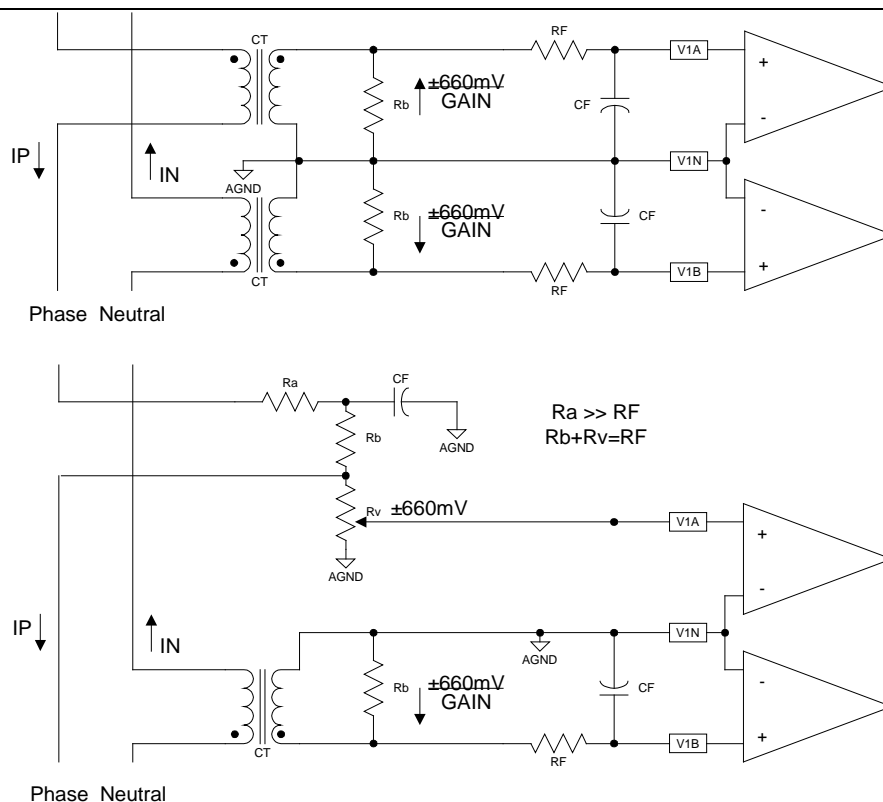 CT
RF
V1A
+
±660mV
GAIN
Rb
CF
-
IP
IN
V1N
AGND
Rb
±660mV
GAIN
CF
-
+
CT
RF
V1B
Phase Neutral
Ra
CF
Ra >> RF
Rb+Rv=RF
Rb
AGND
Rv ±660mV
V1A
+
AGND
-
IP
IN
V1N
AGND
Rb
±660mV
GAIN
CF
-
+
CT
RF
V1B
Phase Neutral